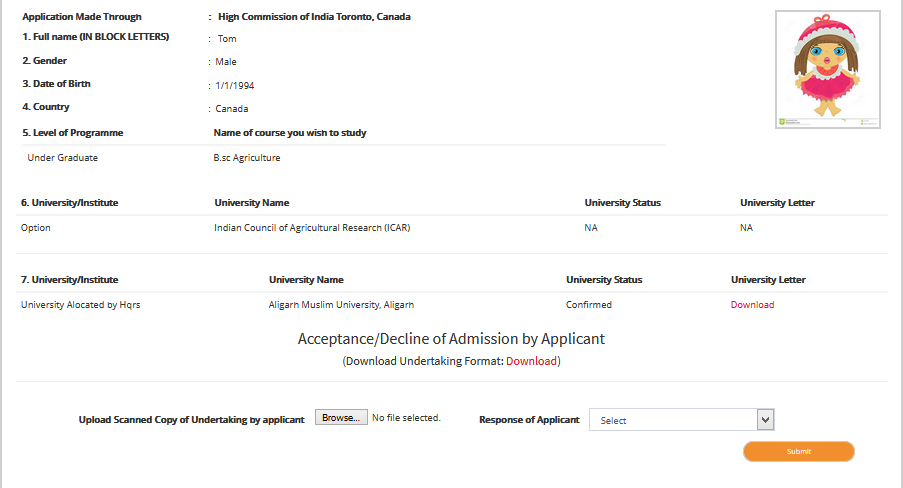 Application Made Through : High Commission of India Toronto, Canada
1. Full name (IN BLOCK LETTERS) : Tom
2. Gender : Male
3. Date of Birth : 1/1/1994
4. Country : Canada
5. Level of Programme Name of course you wish to study
Under Graduate B.sc Agriculture
6. University/Institute University Name University Status University Letter
Option Indian Council of Agricultural Research (ICAR) NA NA
7. University/Institute University Name University Status University Letter
University Alocated by Hqrs Aligarh Muslim University, Aligarh Confirmed Download
Acceptance/Decline of Admission by Applicant
(Download Undertaking Format: Download)
Upload Scanned Copy of Undertaking by applicant Browse... No file selected. Response of Applicant Select
Submit